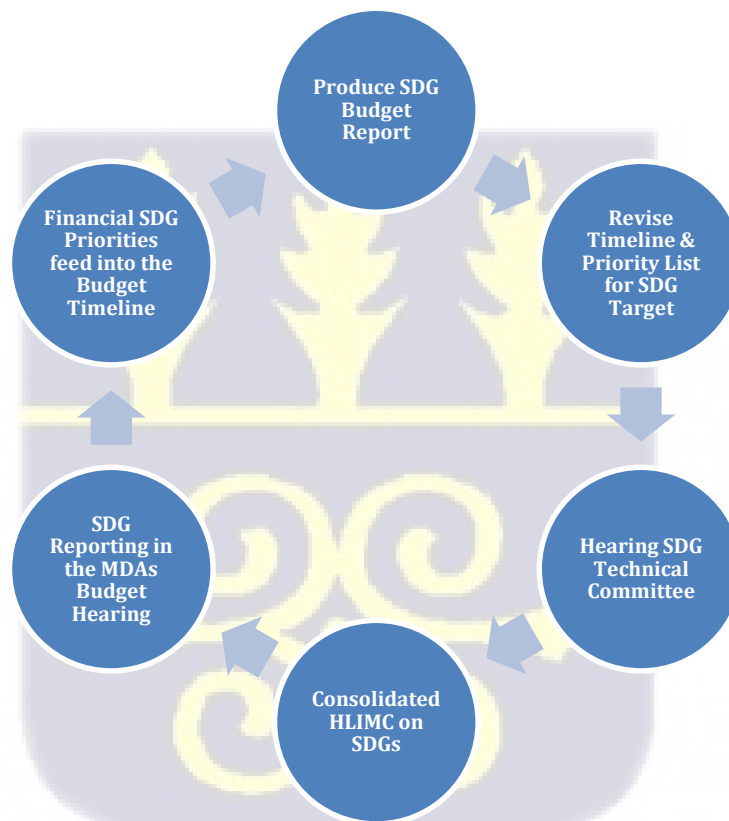 Produce SDG
Budget
Report
Revise
Timeline &
Priority List
for SDG
Target
Hearing SDG
Technical
Committee
Consolidated
HLIMC on
SDGs
SDG
Reporting in
the MDAs
Budget
Hearing
Financial SDG
Priorities
feed into the
Budget
Timeline